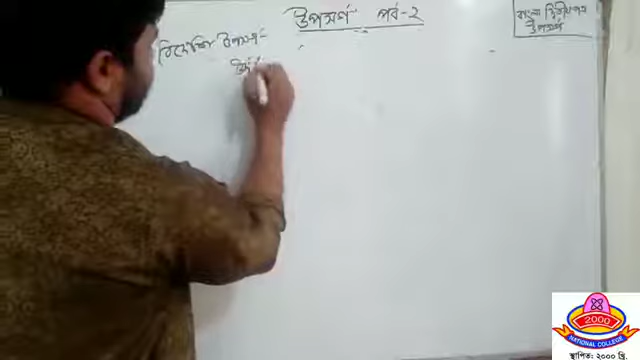 উপসর্গ পর্ব-২
বাংলা দ্বিতীয় পত্র
উপসর্গ
বিদেশি উপসর্গ-
2000
NATIONAL COLLEGE
স্থাপিত: ২০০০ খ্রি.